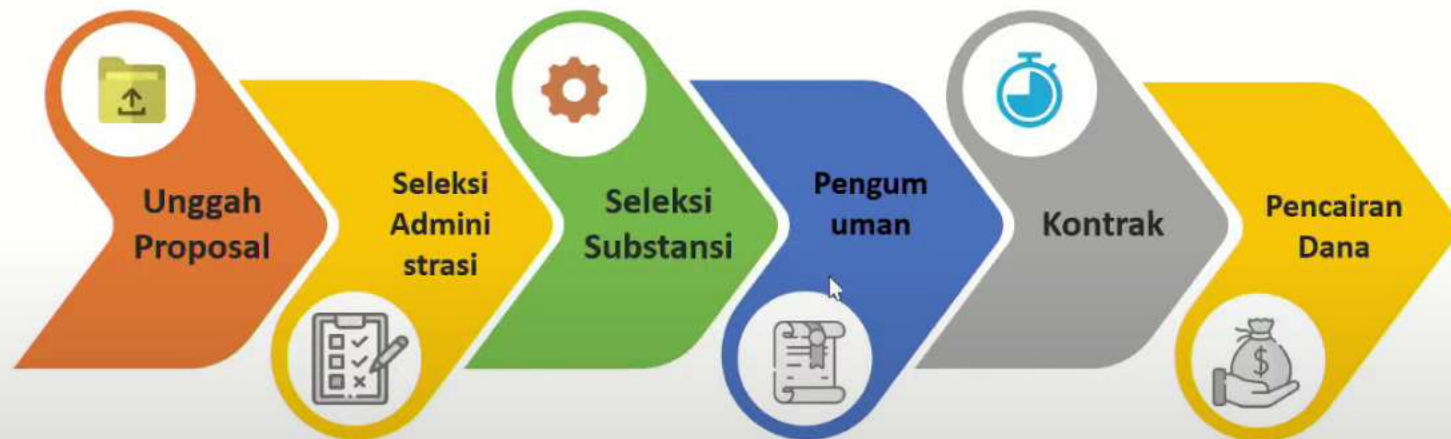 Unggah
Proposal
Seleksi
Admini
strasi
Seleksi
Substansi
Pengum
uman
Kontrak
Pencairan
Dana
$